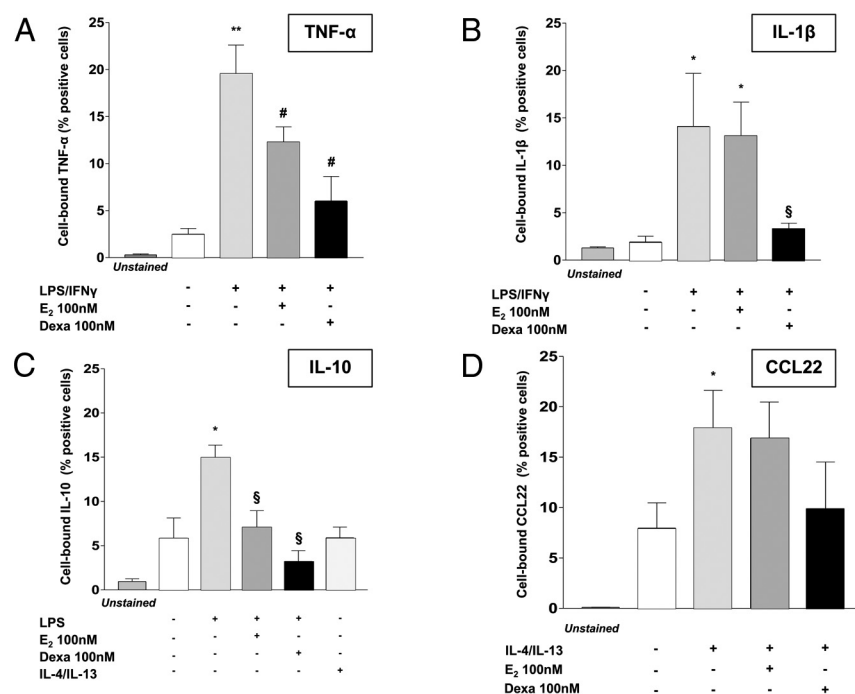 A
TNF-α
Cell-bound TNF-α (% positive cells)
25
20
15
10
5
0
**
#
#
Unstained
LPS/IFNγ - + + +
E₂ 100nM - - + -
Dexa 100nM - - - +
B
IL-1β
Cell-bound IL-1β (% positive cells)
25
20
15
10
5
0
*
*
§
Unstained
LPS/IFNγ - + + +
E₂ 100nM - - + -
Dexa 100nM - - - +
C
IL-10
Cell-bound IL-10 (% positive cells)
25
20
15
10
5
0
*
§
§
Unstained
LPS - + + + -
E₂ 100nM - - + - -
Dexa 100nM - - - + -
IL-4/IL-13 - - - - +
D
CCL22
Cell-bound CCL22 (% positive cells)
25
20
15
10
5
0
*
Unstained
IL-4/IL-13 - + + +
E₂ 100nM - - + -
Dexa 100nM - - - +